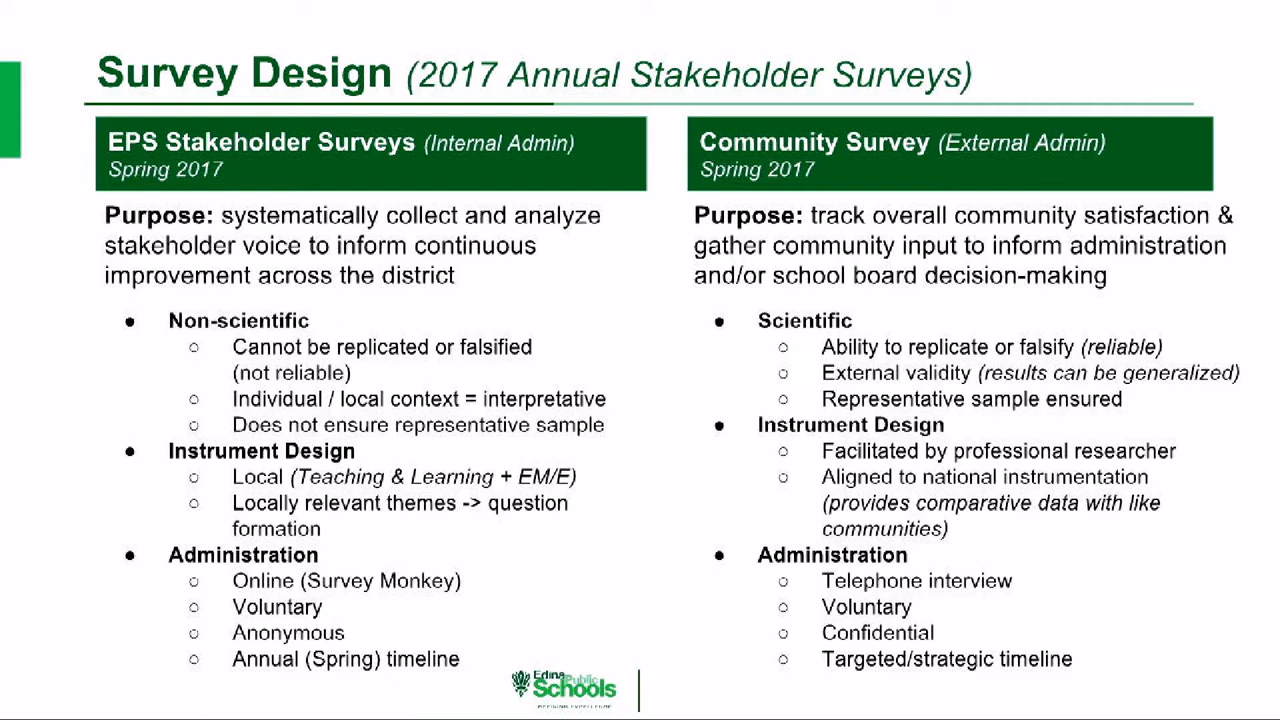 Survey Design (2017 Annual Stakeholder Surveys)
EPS Stakeholder Surveys (Internal Admin)
Spring 2017
Purpose: systematically collect and analyze
stakeholder voice to inform continuous
improvement across the district
● Non-scientific
○ Cannot be replicated or falsified
(not reliable)
○ Individual / local context = interpretative
○ Does not ensure representative sample
● Instrument Design
○ Local (Teaching & Learning + EM/E)
○ Locally relevant themes -> question
formation
● Administration
○ Online (Survey Monkey)
○ Voluntary
○ Anonymous
○ Annual (Spring) timeline
Community Survey (External Admin)
Spring 2017
Purpose: track overall community satisfaction &
gather community input to inform administration
and/or school board decision-making
● Scientific
○ Ability to replicate or falsify (reliable)
○ External validity (results can be generalized)
○ Representative sample ensured
● Instrument Design
○ Facilitated by professional researcher
○ Aligned to national instrumentation
(provides comparative data with like
communities)
● Administration
○ Telephone interview
○ Voluntary
○ Confidential
○ Targeted/strategic timeline
Edina Public
Schools
DEFINING EXCELLENCE